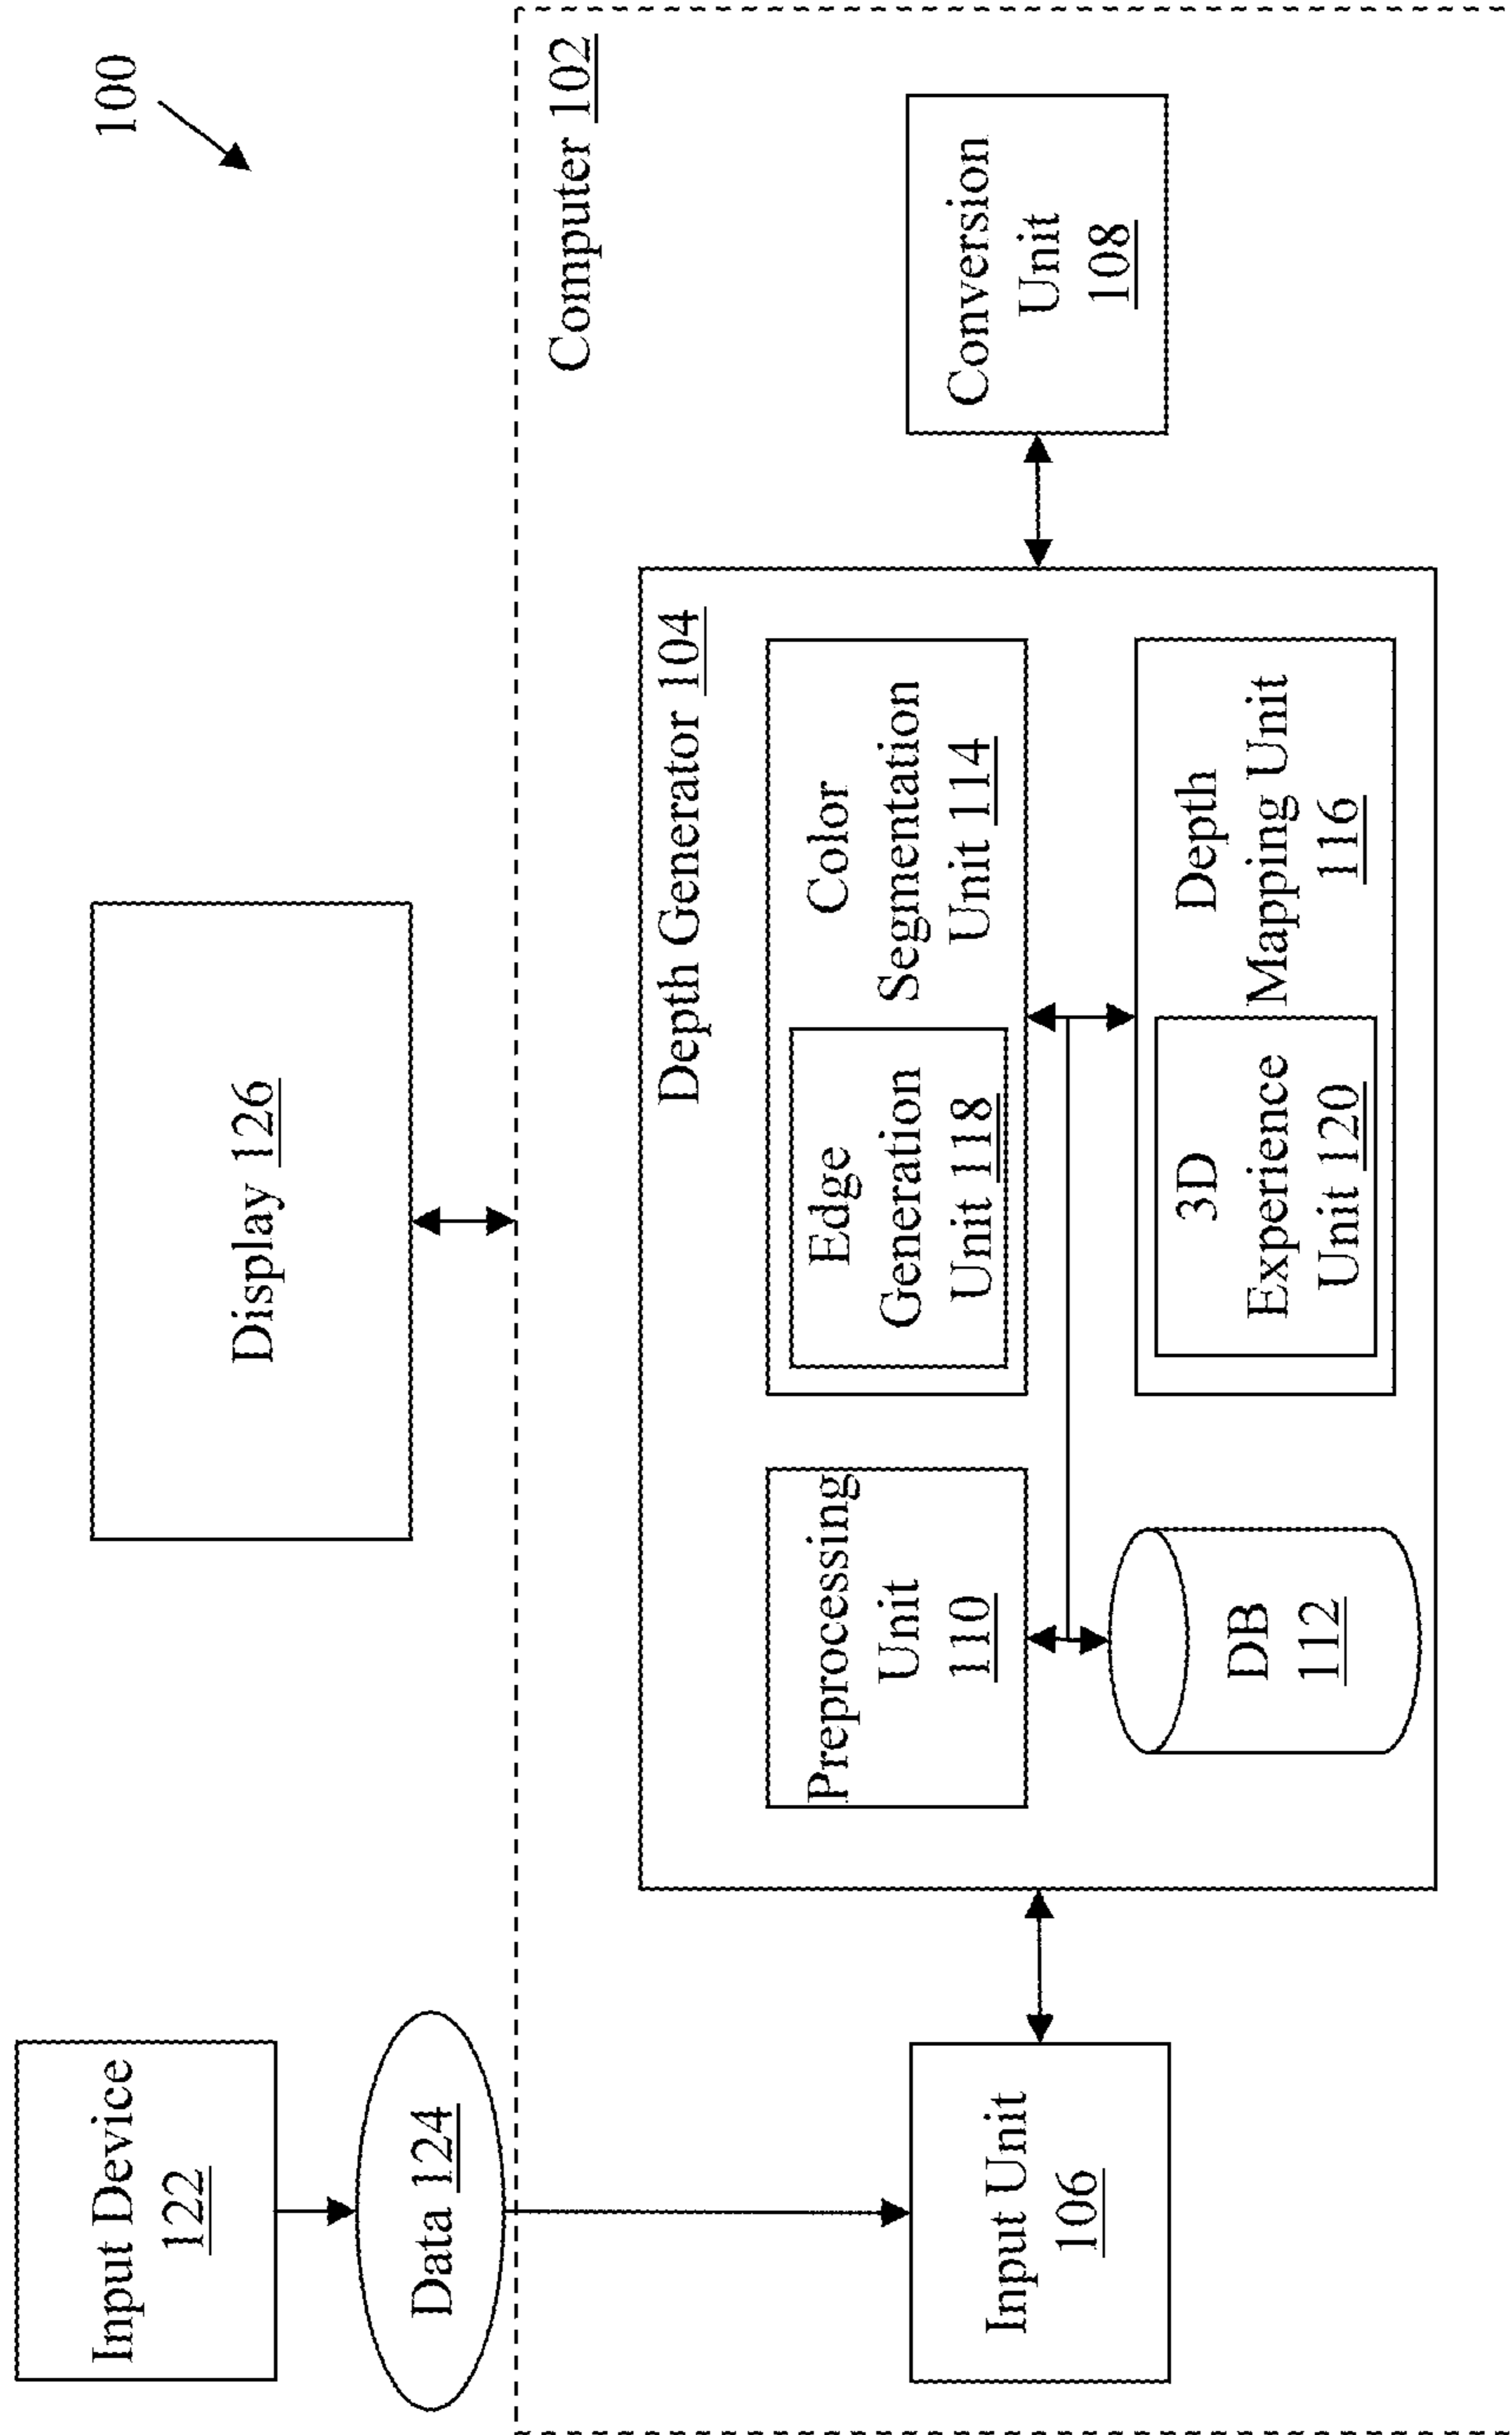 100
Input Device
122
Data 124
Display 126
Computer 102
Input Unit
106
Depth Generator 104
Preprocessing
Unit
110
DB
112
Edge
Generation
Unit 118
Color
Segmentation
Unit 114
3D
Experience
Unit 120
Depth
Mapping Unit
116
Conversion
Unit
108